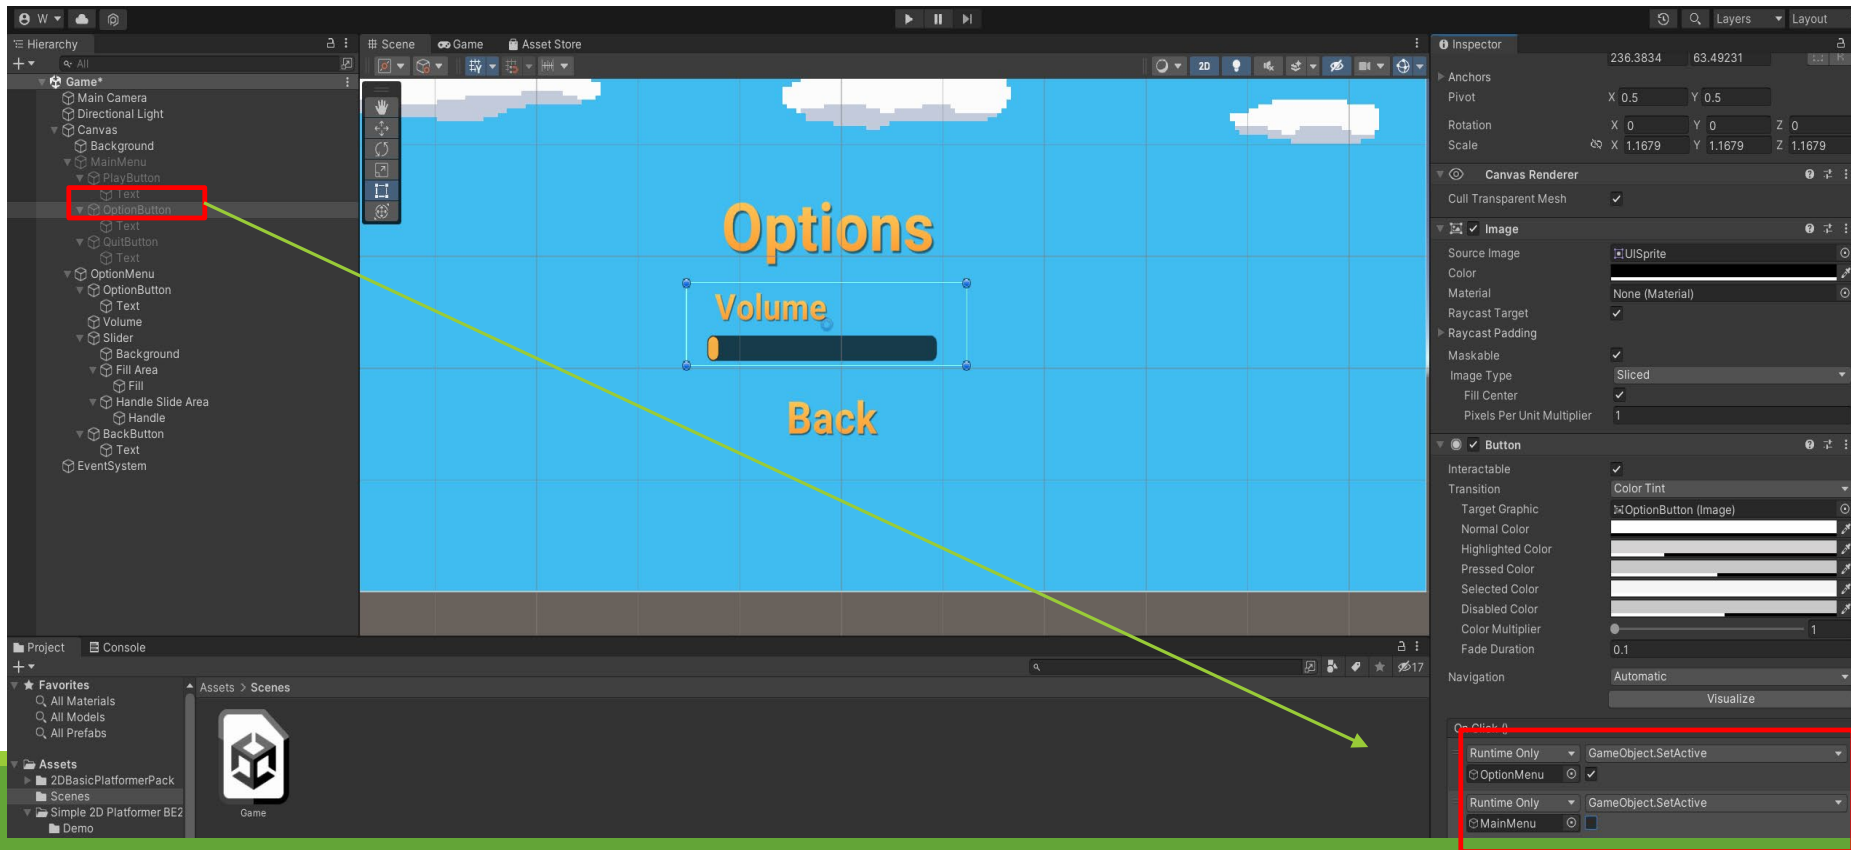 W
Layers
Layout
Hierarchy
All
Game*
Main Camera
Directional Light
Canvas
Background
MainMenu
PlayButton
Text
OptionButton
Text
QuitButton
Text
OptionMenu
OptionButton
Text
Volume
Slider
Background
Fill Area
Fill
Handle Slide Area
Handle
BackButton
Text
EventSystem
Scene
Game
Asset Store
2D
Options
Volume
Back
Inspector
236.3834 63.49231
R
Anchors
Pivot X 0.5 Y 0.5
Rotation X 0 Y 0 Z 0
Scale X 1.1679 Y 1.1679 Z 1.1679
Canvas Renderer
Cull Transparent Mesh
Image
Source Image UISprite
Color
Material None (Material)
Raycast Target
Raycast Padding
Maskable
Image Type Sliced
Fill Center
Pixels Per Unit Multiplier 1
Button
Interactable
Transition Color Tint
Target Graphic OptionButton (Image)
Normal Color
Highlighted Color
Pressed Color
Selected Color
Disabled Color
Color Multiplier 1
Fade Duration 0.1
Navigation Automatic
Visualize
On Click ()
Runtime Only GameObject.SetActive
OptionMenu
Runtime Only GameObject.SetActive
MainMenu
Project
Console
17
Favorites
All Materials
All Models
All Prefabs
Assets
2DBasicPlatformerPack
Scenes
Simple 2D Platformer BE2
Demo
Assets > Scenes
Game